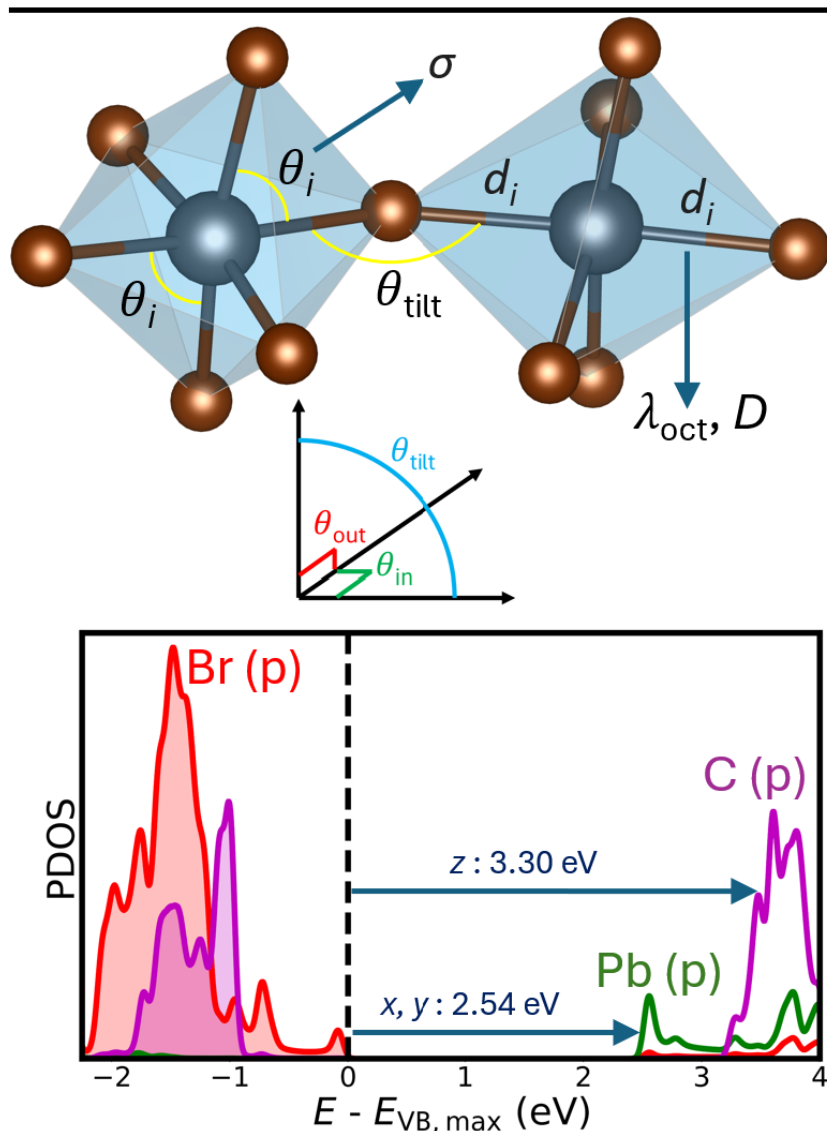 σ
θi
di
di
θi
θtilt
λoct, D
θtilt
θout
θin
Br (p)
C (p)
z : 3.30 eV
Pb (p)
x, y : 2.54 eV
PDOS
−2 −1 0 1 2 3 4
E - EVB, max (eV)